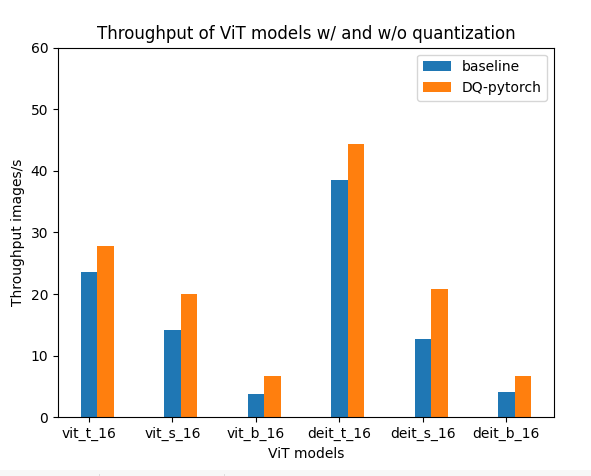 Throughput of ViT models w/ and w/o quantization
60
50
40
30
20
10
0
Throughput images/s
baseline
DQ-pytorch
vit_t_16 vit_s_16 vit_b_16 deit_t_16 deit_s_16 deit_b_16
ViT models